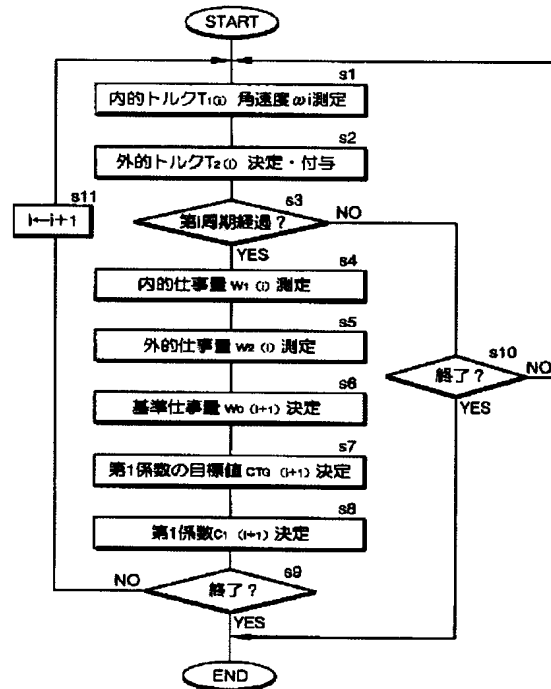 START
s1
内的トルクT1(i) 角速度ωi測定
s2
外的トルクT2(i) 決定・付与
s11
i←i+1
s3
第i周期経過？
NO
YES
s4
内的仕事量 W1 (i) 測定
s5
外的仕事量 W2 (i) 測定
s10
終了？
NO
YES
s6
基準仕事量 W0 (i+1) 決定
s7
第1係数の目標値 CTG (i+1) 決定
s8
第1係数C1 (i+1) 決定
s9
終了？
NO
YES
END